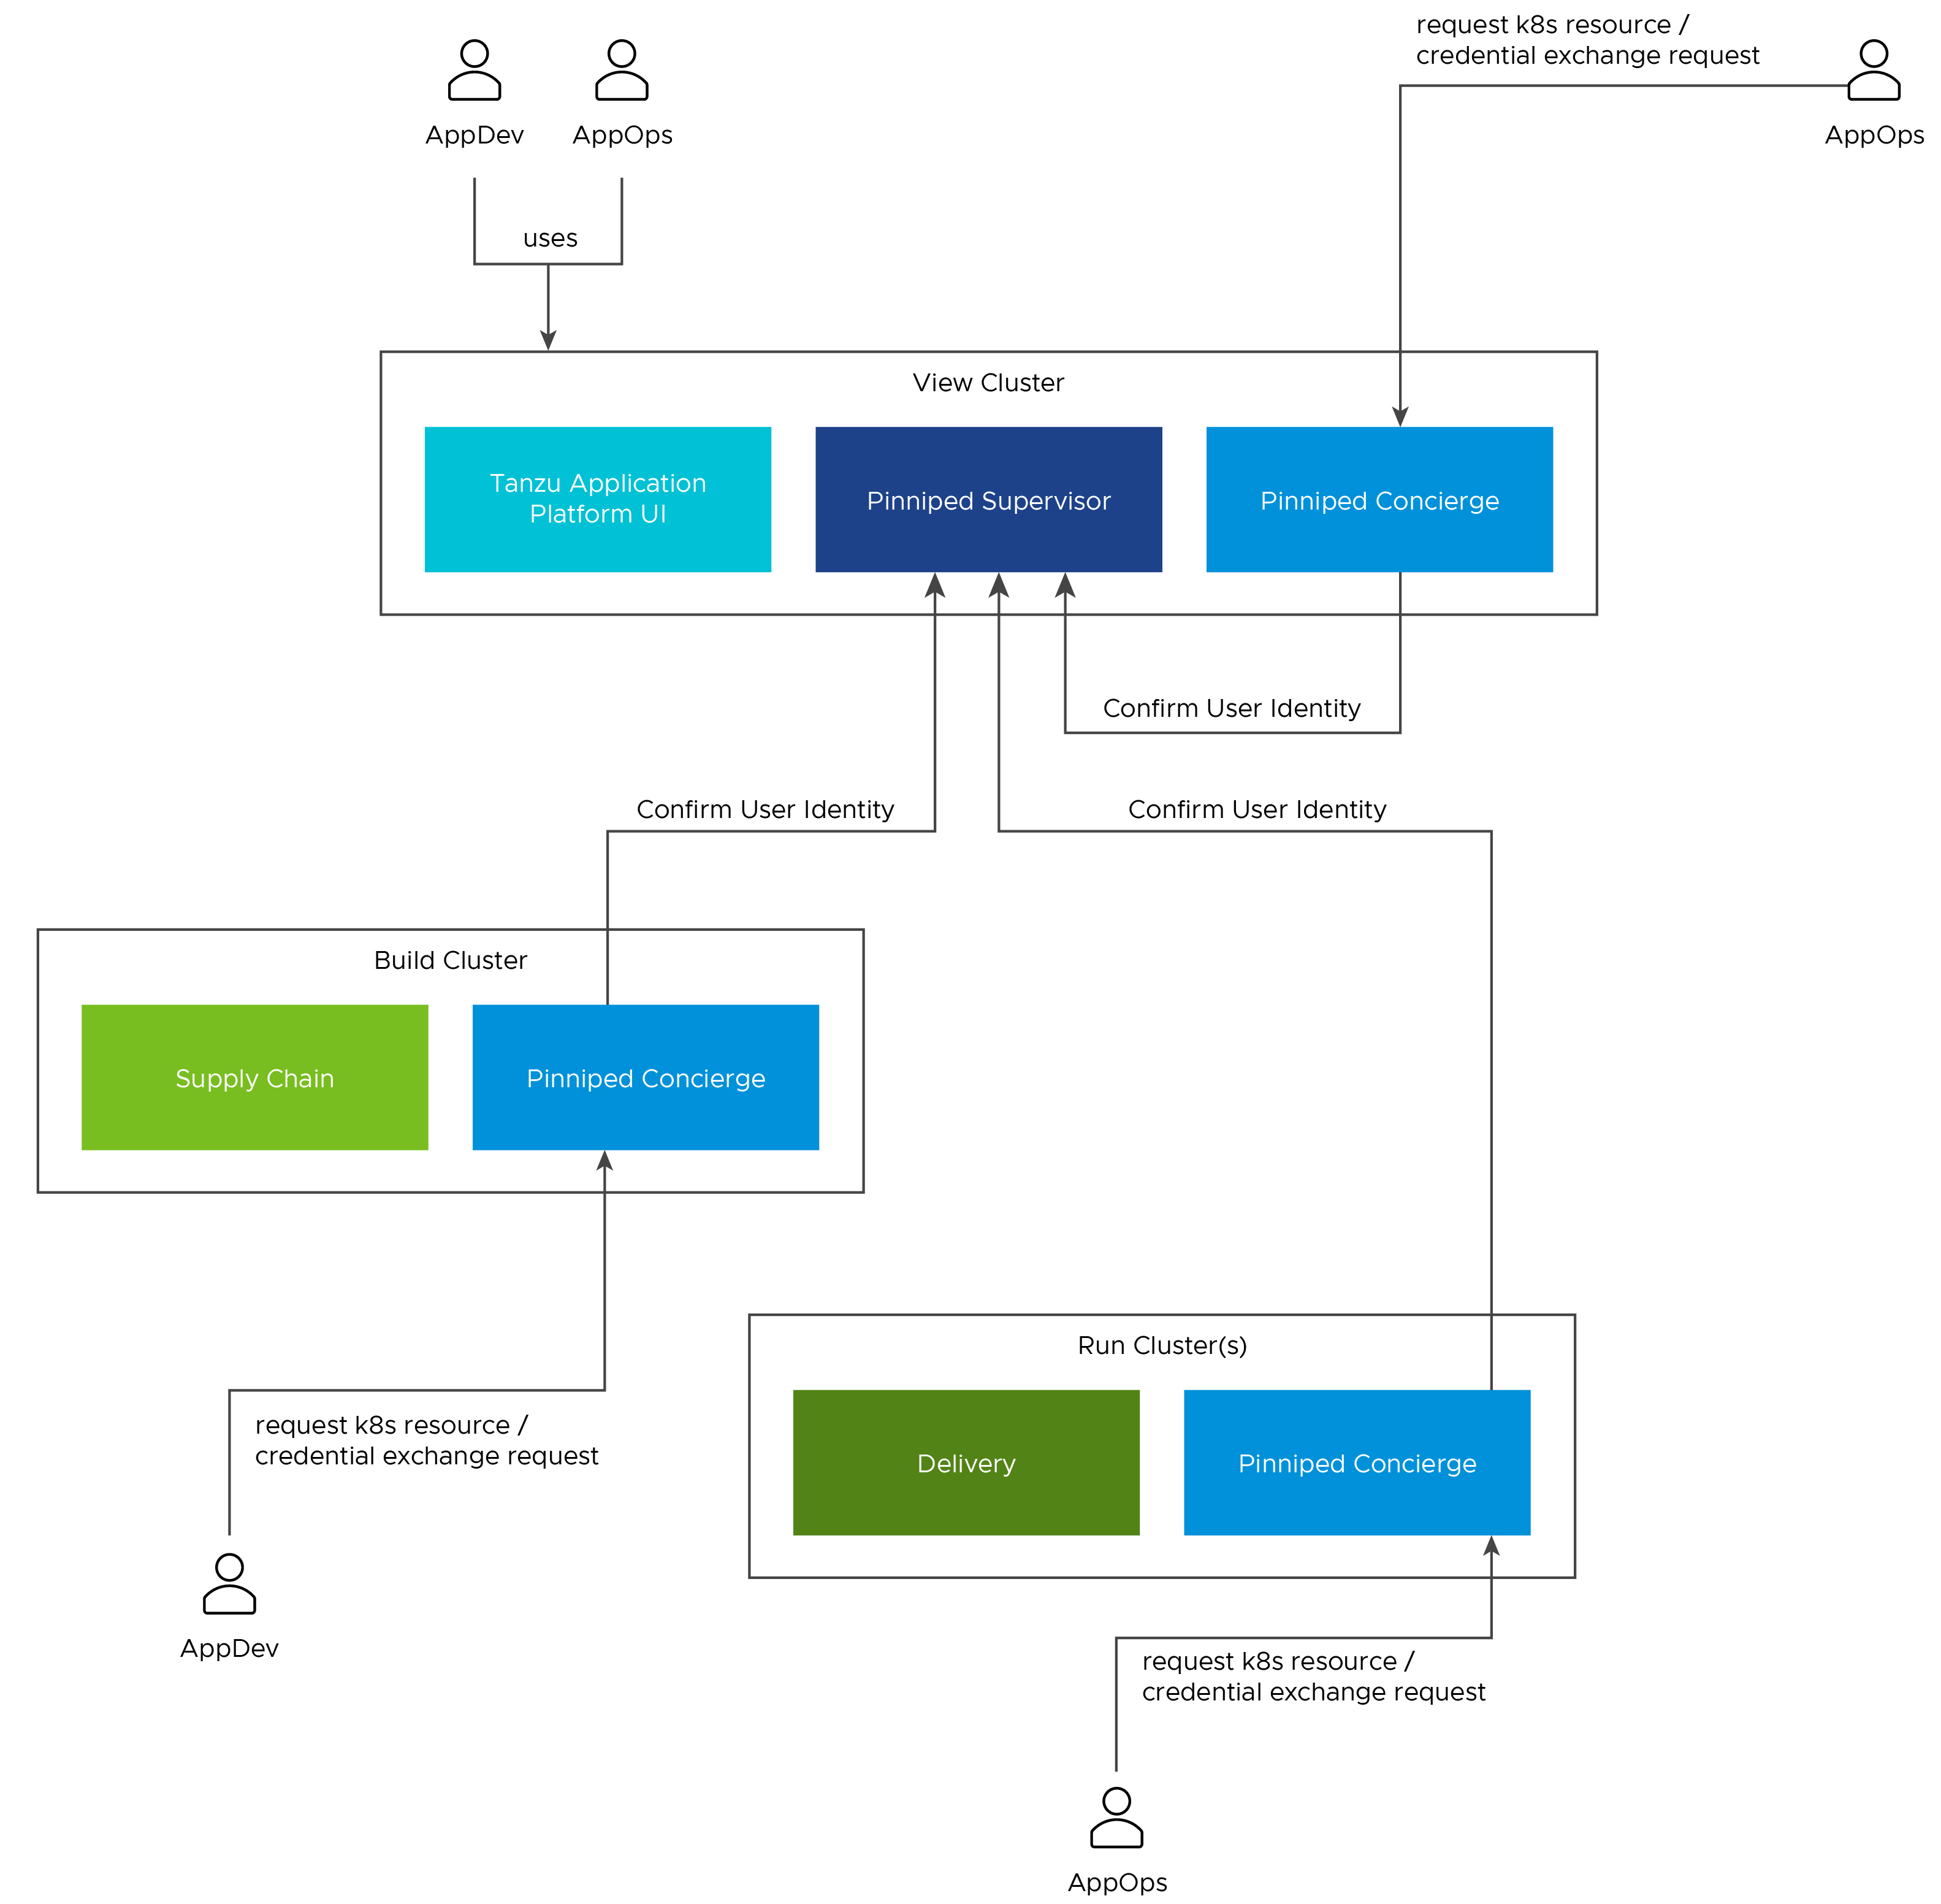 request k8s resource /
credential exchange request
AppDev
AppOps
AppOps
uses
View Cluster
Tanzu Application
Platform UI
Pinniped Supervisor
Pinniped Concierge
Confirm User Identity
Confirm User Identity
Confirm User Identity
Build Cluster
Supply Chain
Pinniped Concierge
Run Cluster(s)
request k8s resource /
credential exchange request
Delivery
Pinniped Concierge
AppDev
request k8s resource /
credential exchange request
AppOps